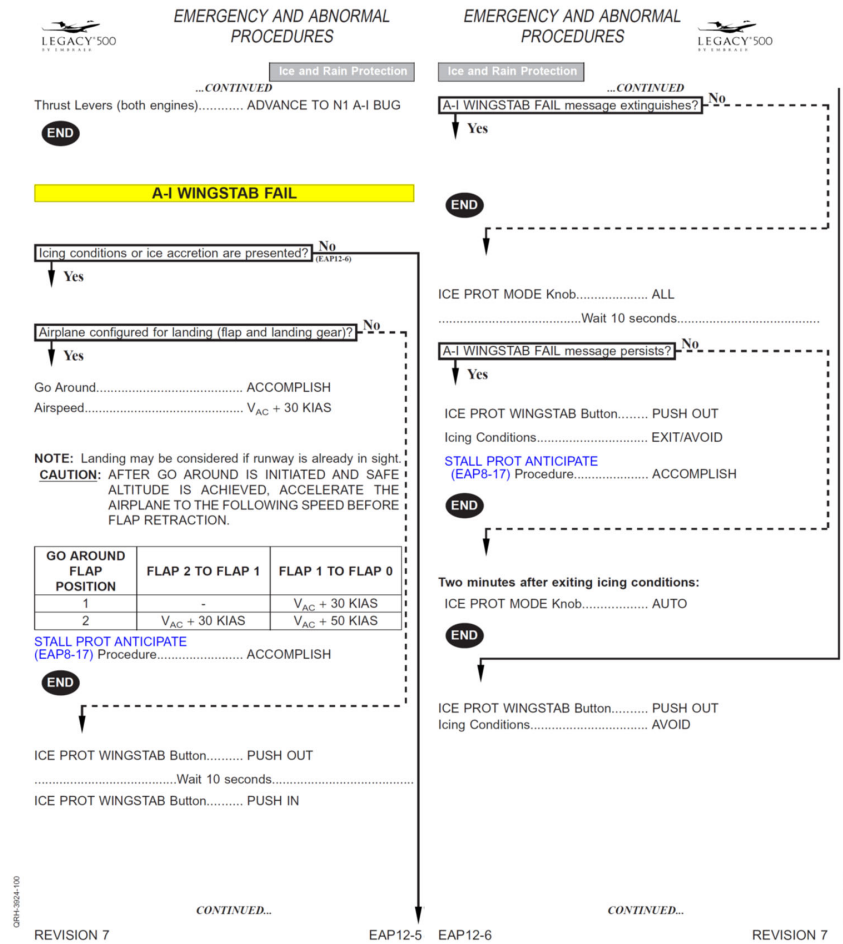 EMERGENCY AND ABNORMAL
PROCEDURES
LEGACY 500
BY EMBRAER
Ice and Rain Protection
...CONTINUED
Thrust Levers (both engines)............ ADVANCE TO N1 A-I BUG
END
A-I WINGSTAB FAIL
Icing conditions or ice accretion are presented? No
(EAP12-6)
Yes
Airplane configured for landing (flap and landing gear)? No
Yes
Go Around......................................... ACCOMPLISH
Airspeed............................................ VAC + 30 KIAS
NOTE: Landing may be considered if runway is already in sight.
CAUTION: AFTER GO AROUND IS INITIATED AND SAFE
ALTITUDE IS ACHIEVED, ACCELERATE THE
AIRPLANE TO THE FOLLOWING SPEED BEFORE
FLAP RETRACTION.
GO AROUND
FLAP
POSITION
FLAP 2 TO FLAP 1
FLAP 1 TO FLAP 0
1 - VAC + 30 KIAS
2 VAC + 30 KIAS VAC + 50 KIAS
STALL PROT ANTICIPATE
(EAP8-17) Procedure........................ ACCOMPLISH
END
ICE PROT WINGSTAB Button.......... PUSH OUT
........................................Wait 10 seconds........................................
ICE PROT WINGSTAB Button.......... PUSH IN
CONTINUED...
QRH-3924-100
REVISION 7
EAP12-5
EMERGENCY AND ABNORMAL
PROCEDURES
LEGACY 500
BY EMBRAER
Ice and Rain Protection
...CONTINUED
A-I WINGSTAB FAIL message extinguishes? No
Yes
END
ICE PROT MODE Knob.................... ALL
........................................Wait 10 seconds........................................
A-I WINGSTAB FAIL message persists? No
Yes
ICE PROT WINGSTAB Button........ PUSH OUT
Icing Conditions............................... EXIT/AVOID
STALL PROT ANTICIPATE
(EAP8-17) Procedure..................... ACCOMPLISH
END
Two minutes after exiting icing conditions:
ICE PROT MODE Knob.................. AUTO
END
ICE PROT WINGSTAB Button.......... PUSH OUT
Icing Conditions................................. AVOID
CONTINUED...
EAP12-6
REVISION 7